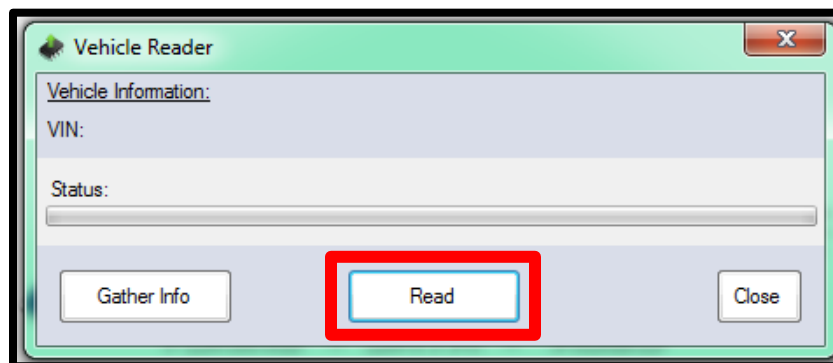 Vehicle Reader
Vehicle Information:
VIN:
Status:
Gather Info Read Close